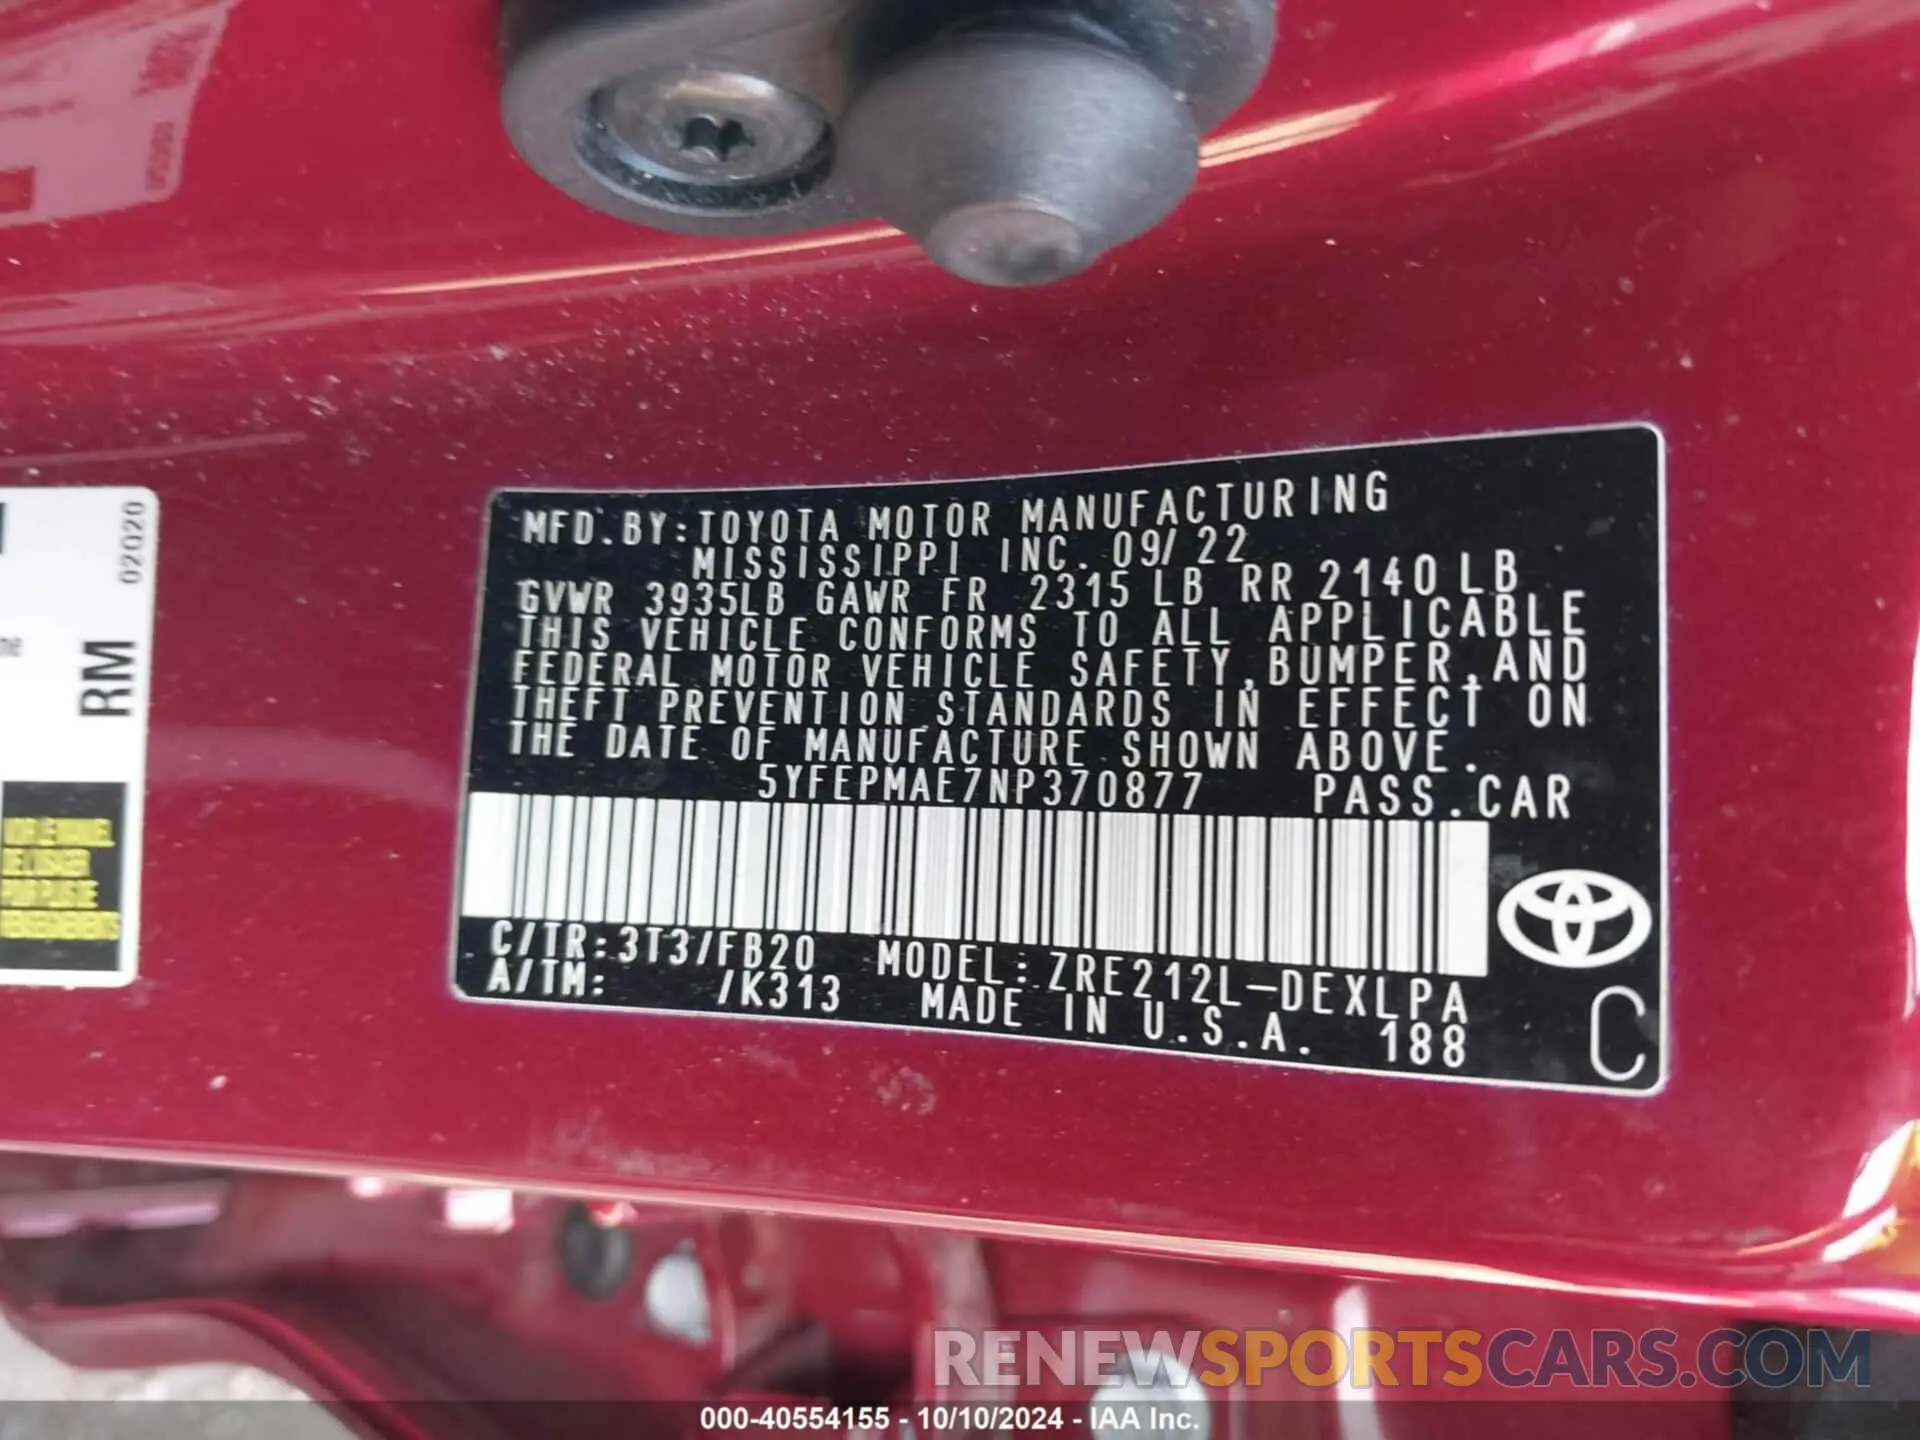 02020
ne
RM
MFD.BY:TOYOTA MOTOR MANUFACTURING
MISSISSIPPI INC. 09/22
GVWR 3935LB GAWR FR 2315 LB RR 2140 LB
THIS VEHICLE CONFORMS TO ALL APPLICABLE
FEDERAL MOTOR VEHICLE SAFETY,BUMPER,AND
THEFT PREVENTION STANDARDS IN EFFECT ON
THE DATE OF MANUFACTURE SHOWN ABOVE.
5YFEPMAE7NP370877 PASS.CAR
C/TR:3T3/FB20 MODEL:ZRE212L-DEXLPA
A/TM: /K313 MADE IN U.S.A. 188
C
RENEWSPORTSCARS.COM
000-40554155 - 10/10/2024 - IAA Inc.